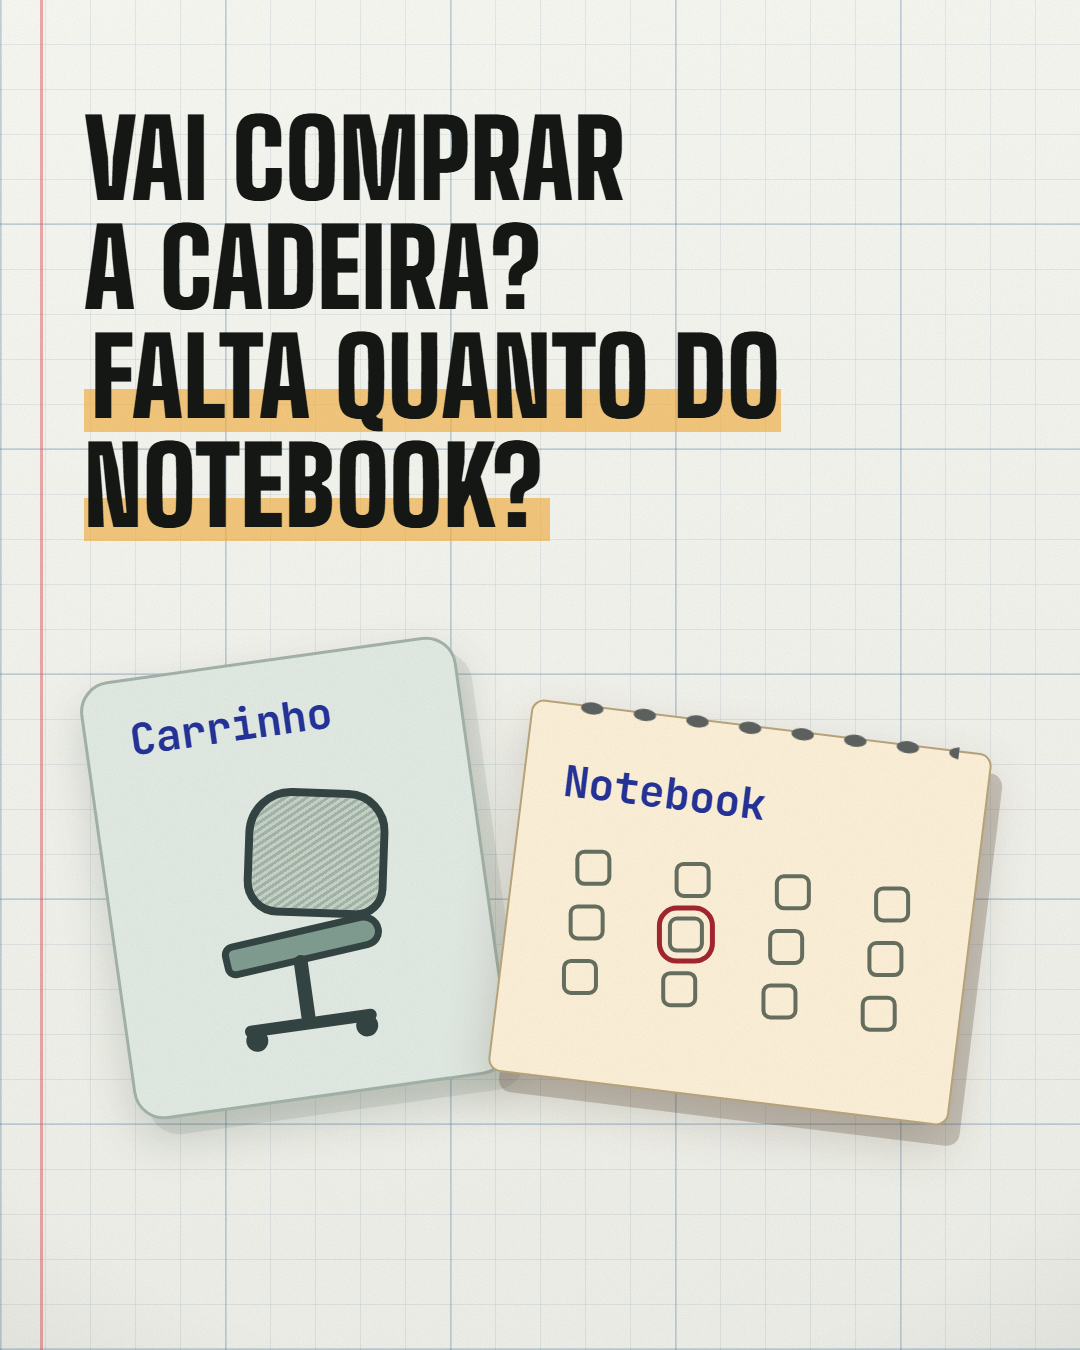 VAI COMPRAR
A CADEIRA?
FALTA QUANTO DO
NOTEBOOK?
Carrinho
Notebook